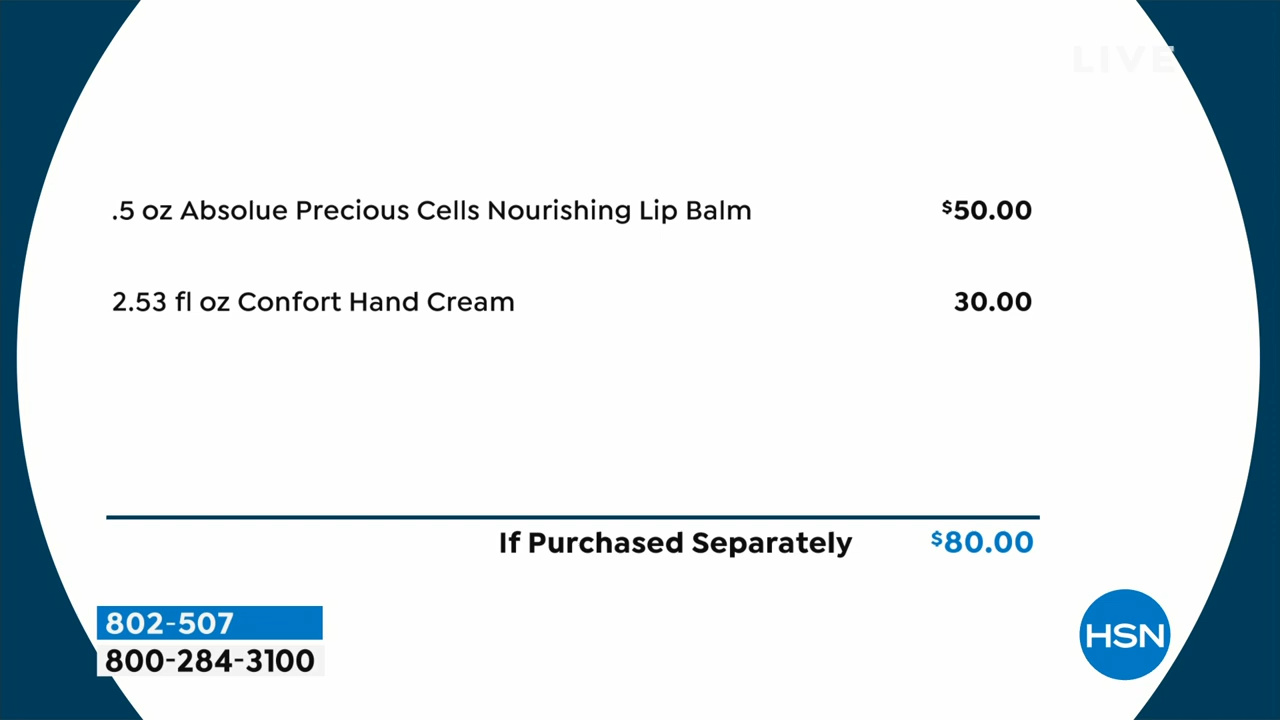 LIVE
.5 oz Absolue Precious Cells Nourishing Lip Balm $50.00
2.53 fl oz Confort Hand Cream 30.00
If Purchased Separately $80.00
802-507
800-284-3100
HSN